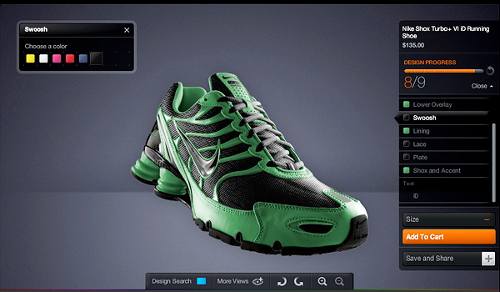 Swoosh
Choose a color
Nike Shox Turbo+ VI iD Running
Shoe
$135.00
DESIGN PROGRESS
8/9
Close
Lower Overlay
Swoosh
Lining
Lace
Plate
Shox and Accent
Text
iD
Size
Add To Cart
Save and Share
Design Search
More Views